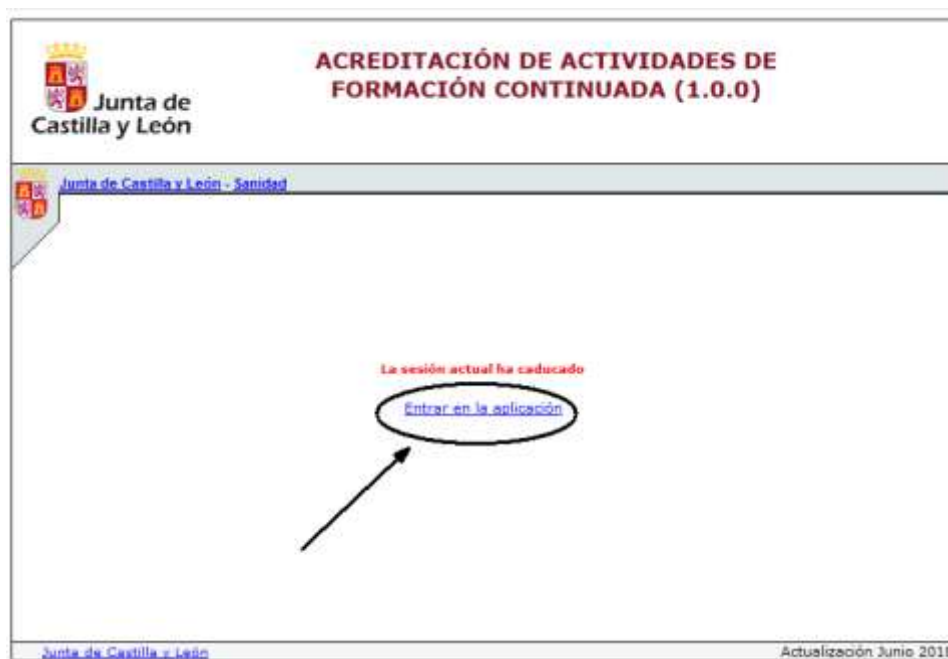 Junta de
Castilla y León
ACREDITACIÓN DE ACTIVIDADES DE
FORMACIÓN CONTINUADA (1.0.0)
Junta de Castilla y León - Sanidad
La sesión actual ha caducado
Entrar en la aplicación
Junta de Castilla y León
Actualización Junio